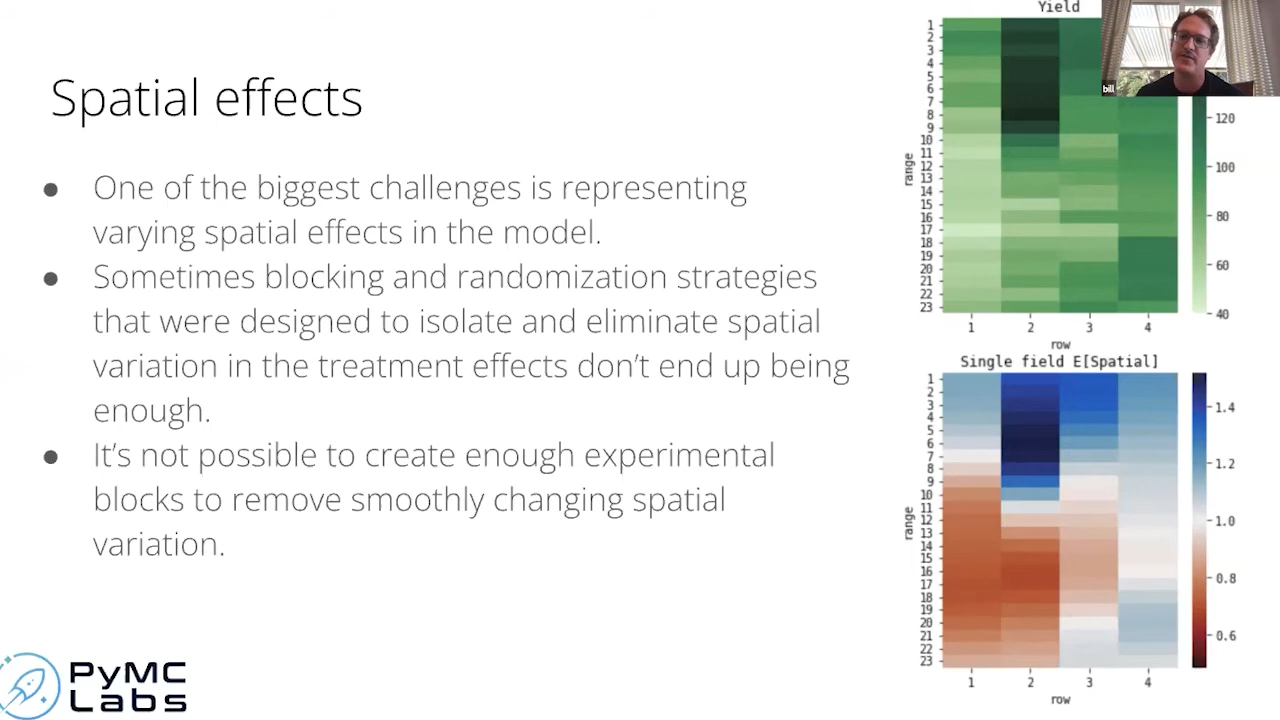 Spatial effects
● One of the biggest challenges is representing
varying spatial effects in the model.
● Sometimes blocking and randomization strategies
that were designed to isolate and eliminate spatial
variation in the treatment effects don’t end up being
enough.
● It’s not possible to create enough experimental
blocks to remove smoothly changing spatial
variation.
PyMC
Labs
Yield
range
1
2
3
4
5
6
7
8
9
10
11
12
13
14
15
16
17
18
19
20
21
22
23
1 2 3 4
row
120
100
80
60
40
bill
Single field E[Spatial]
range
1
2
3
4
5
6
7
8
9
10
11
12
13
14
15
16
17
18
19
20
21
22
23
1 2 3 4
row
1.4
1.2
1.0
0.8
0.6